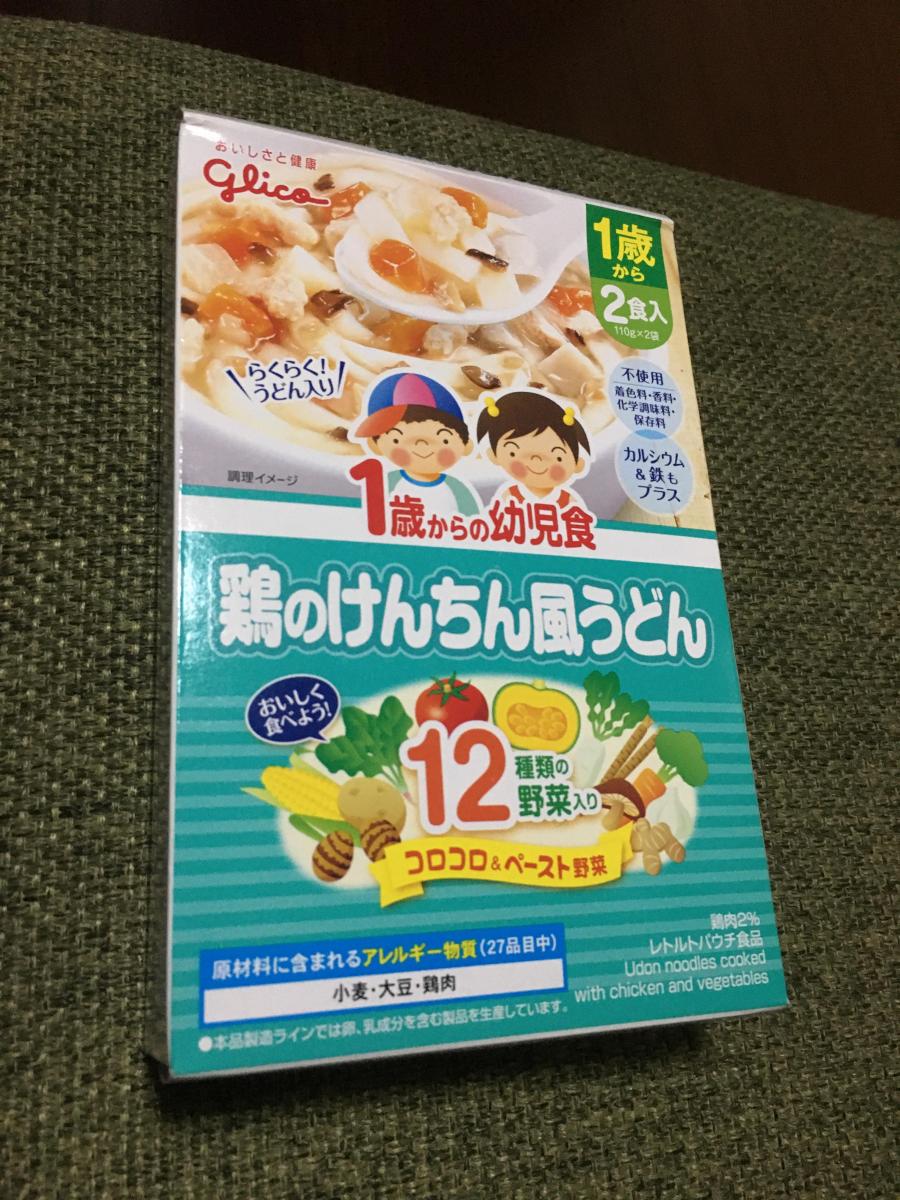 おいしさと健康
Glico
1歳
から
2食入
110g×2袋
らくらく!
うどん入り
不使用
着色料・香料・
化学調味料・
保存料
カルシウム
&鉄も
プラス
調理イメージ
1歳からの幼児食
鶏のけんちん風うどん
おいしく
食べよう!
12種類の
野菜入り
コロコロ&ペースト野菜
鶏肉2%
レトルトパウチ食品
Udon noodles cooked
with chicken and vegetables
原材料に含まれるアレルギー物質(27品目中)
小麦・大豆・鶏肉
●本品製造ラインでは卵、乳成分を含む製品を生産しています。